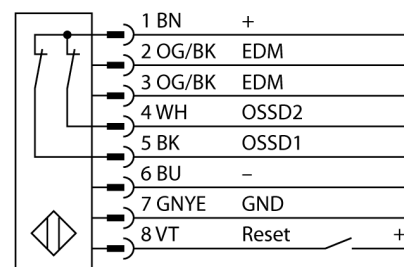 1 BN +
2 OG/BK EDM
3 OG/BK EDM
4 WH OSSD2
5 BK OSSD1
6 BU –
7 GNYE GND
8 VT Reset +